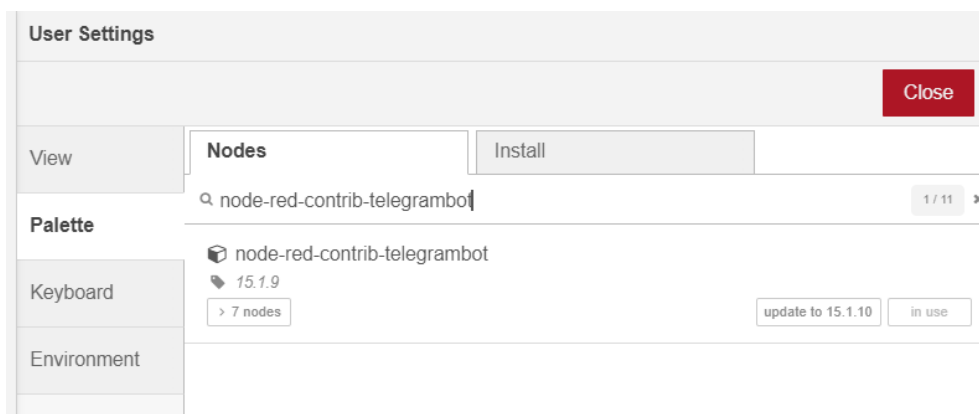 User Settings
Close
View
Nodes
Install
node-red-contrib-telegrambot
1 / 11
Palette
node-red-contrib-telegrambot
15.1.9
Keyboard
> 7 nodes
update to 15.1.10
in use
Environment